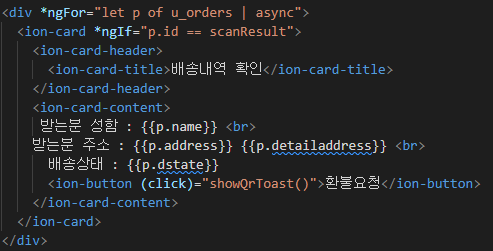 <div *ngFor="let p of u_orders | async">
<ion-card *ngIf="p.id == scanResult">
<ion-card-header>
<ion-card-title>배송내역 확인</ion-card-title>
</ion-card-header>
<ion-card-content>
받는분 성함 : {{p.name}} <br>
받는분 주소 : {{p.address}} {{p.detailaddress}} <br>
배송상태 : {{p.dstate}}
<ion-button (click)="showQrToast()">환불요청</ion-button>
</ion-card-content>
</ion-card>
</div>